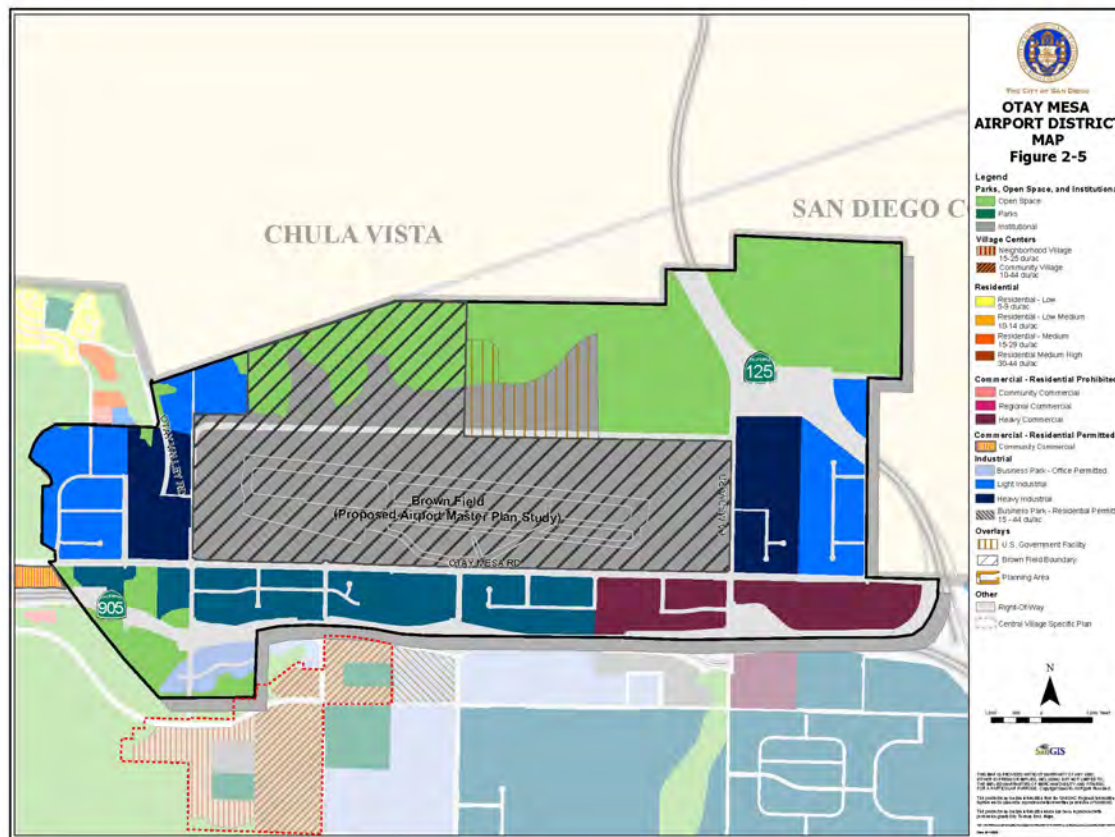 THE CITY OF SAN DIEGO
OTAY MESA
AIRPORT DISTRICT
MAP
Figure 2-5
Legend
Parks, Open Space, and Institutional
Open Space
Parks
Institutional
Village Centers
Neighborhood Village
15-25 du/ac
Community Village
Residential
Residential - Low
5-9 du/ac
Residential - Low Medium
10-14 du/ac
Residential - Medium
15-29 du/ac
Residential Medium High
30-44 du/ac
Commercial - Residential Prohibited
Community Commercial
Regional Commercial
Heavy Commercial
Commercial - Residential Permitted
Community Commercial
Industrial
Business Park - Office Permitted
Light Industrial
Heavy Industrial
Business Park - Residential Permit
15 - 44 du/ac
Overlays
U.S. Government Facility
Brown Field Boundary
Planning Area
Other
Right-Of-Way
Central Village Specific Plan
N
SanGIS
CHULA VISTA
SAN DIEGO CO
125
Brown Field
(Proposed Airport Master Plan Study)
OTAY MESA RD
905